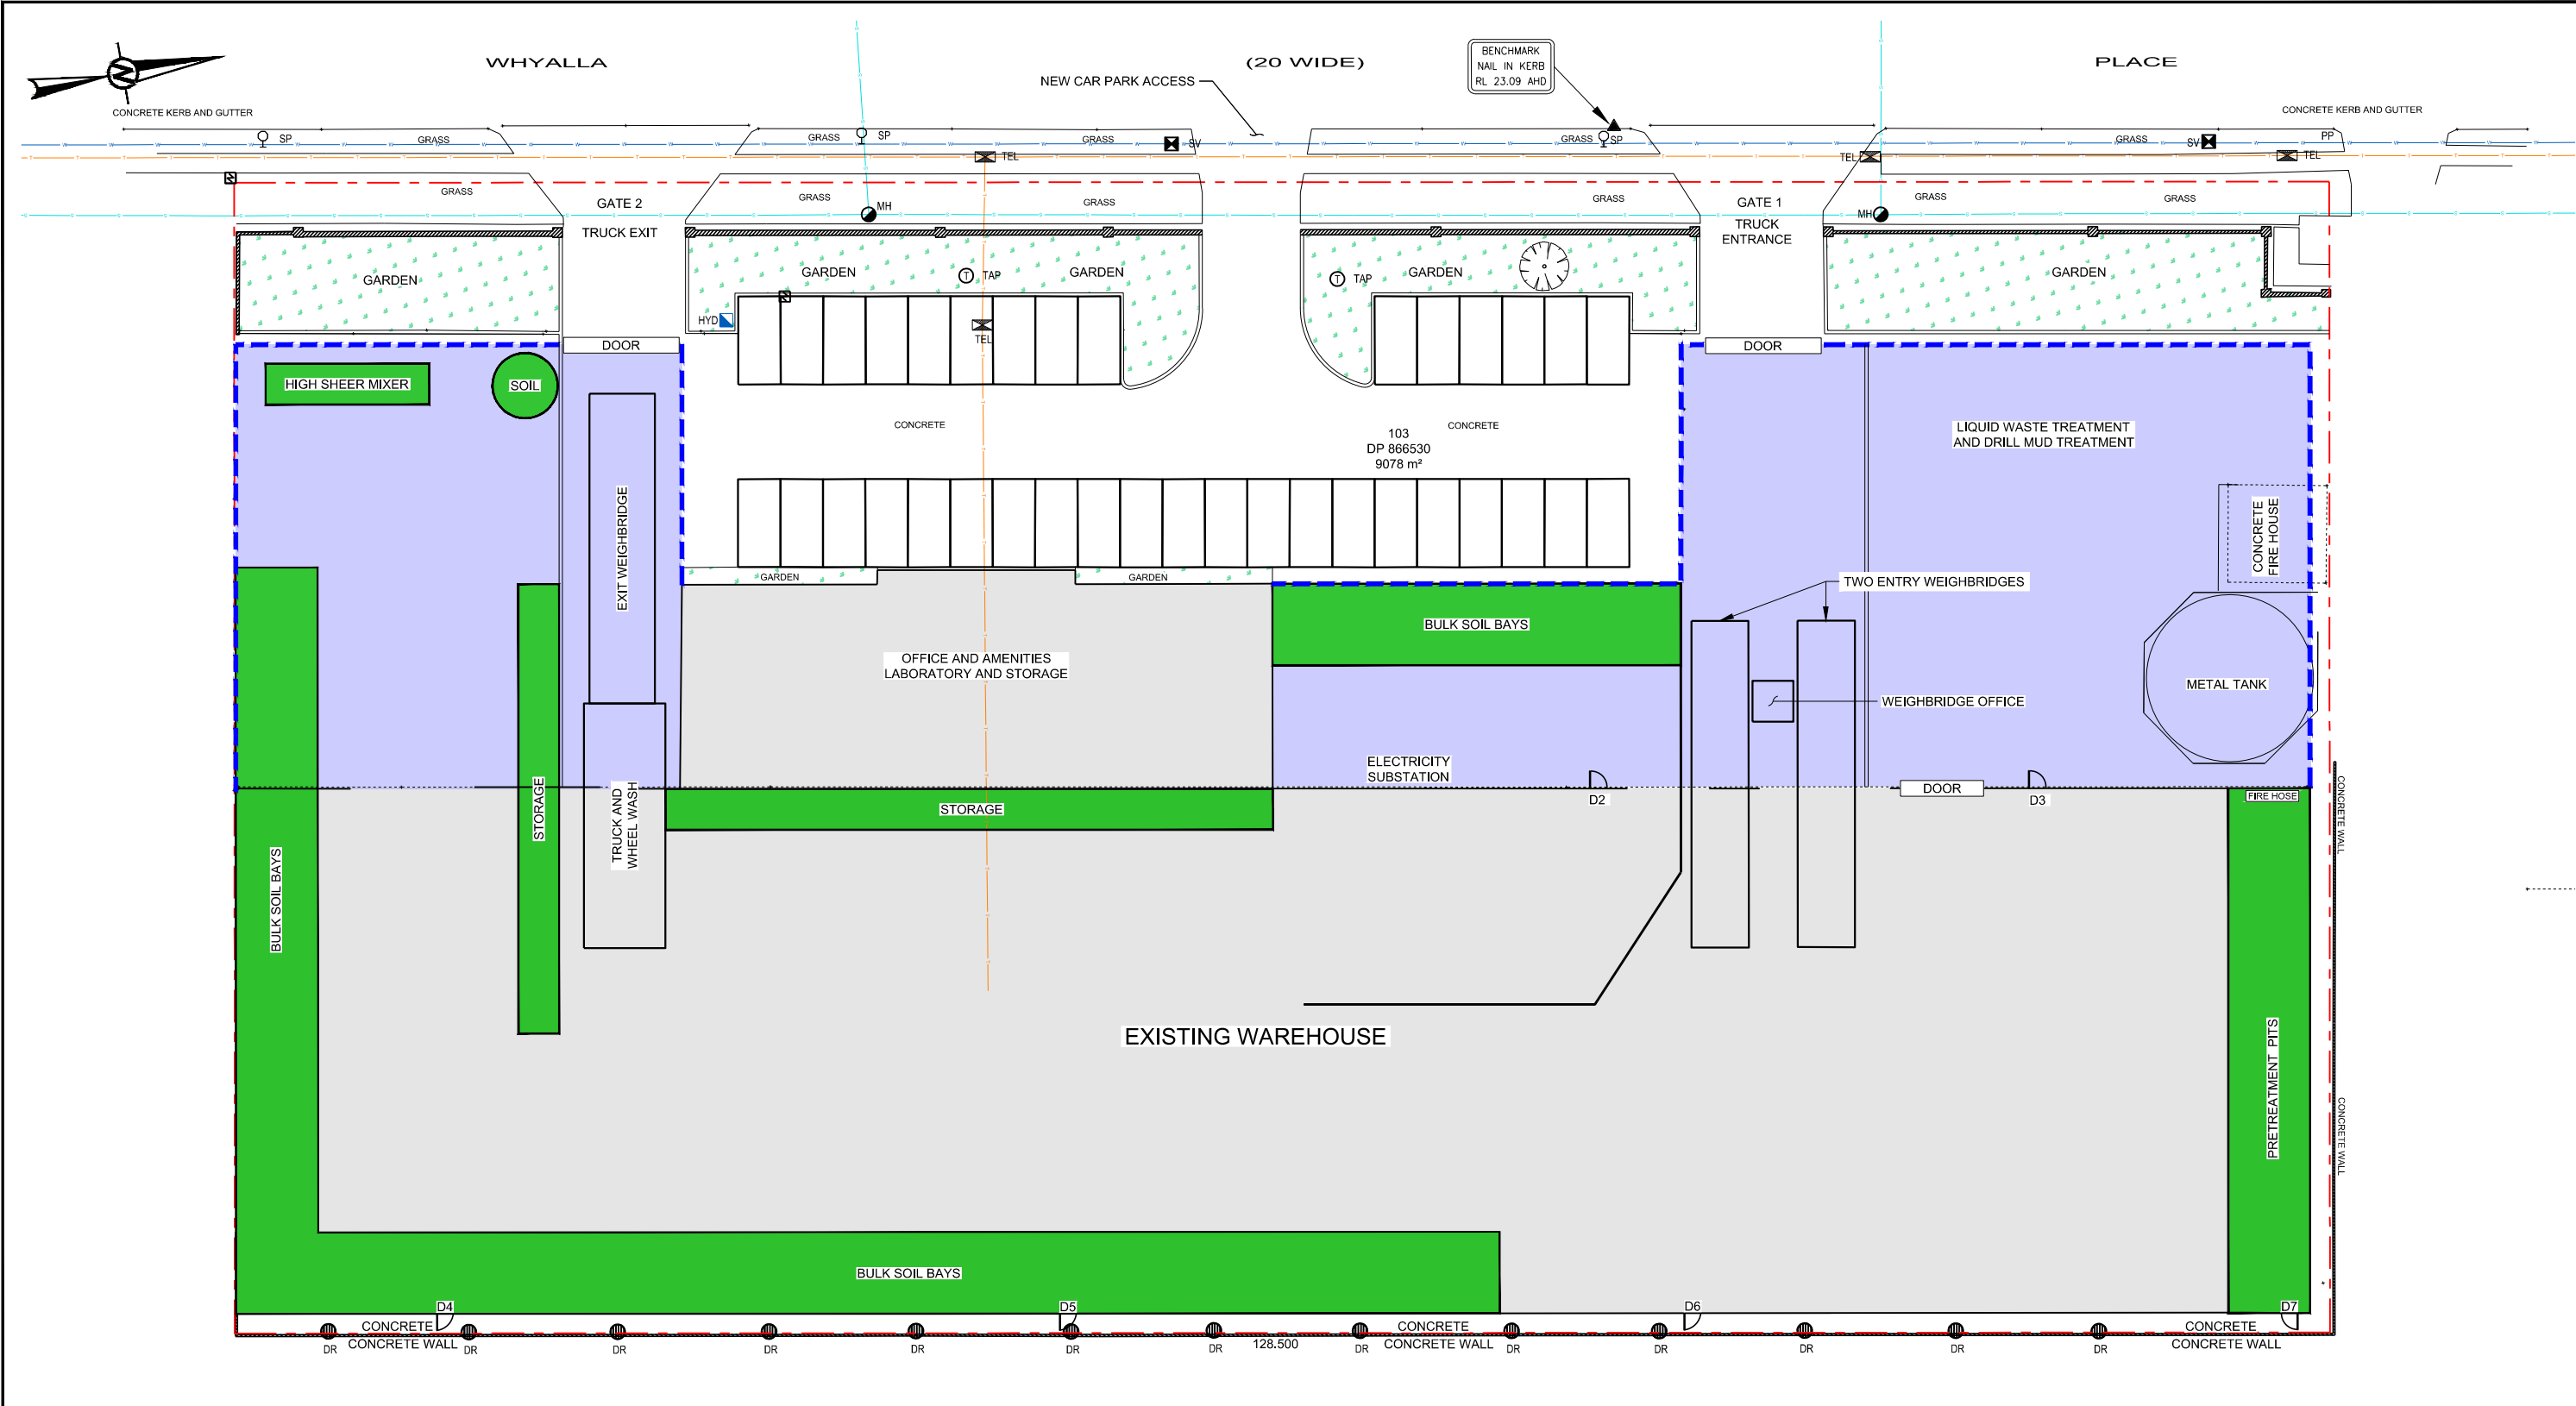 WHYALLA
(20 WIDE)
PLACE
BENCHMARK
NAIL IN KERB
RL 23.09 AHD
NEW CAR PARK ACCESS
N
CONCRETE KERB AND GUTTER
CONCRETE KERB AND GUTTER
SP
GRASS
GRASS
SP
GRASS
SV
GRASS
SP
GRASS
SV
PP
TEL
TEL
TEL
GRASS
GATE 2
GRASS
MH
GRASS
GRASS
GATE 1
MH
GRASS
GRASS
TRUCK EXIT
TRUCK
ENTRANCE
GARDEN
GARDEN
T
TAP
GARDEN
T
TAP
GARDEN
GARDEN
HYD
TEL
DOOR
DOOR
HIGH SHEER MIXER
SOIL
CONCRETE
CONCRETE
103
DP 866530
9078 m²
LIQUID WASTE TREATMENT
AND DRILL MUD TREATMENT
EXIT WEIGHBRIDGE
CONCRETE
FIRE HOUSE
GARDEN
GARDEN
TWO ENTRY WEIGHBRIDGES
BULK SOIL BAYS
OFFICE AND AMENITIES
LABORATORY AND STORAGE
METAL TANK
WEIGHBRIDGE OFFICE
ELECTRICITY
SUBSTATION
D2
DOOR
D3
FIRE HOSE
STORAGE
STORAGE
TRUCK AND
WHEEL WASH
CONCRETE WALL
BULK SOIL BAYS
EXISTING WAREHOUSE
PRETREATMENT PITS
CONCRETE WALL
BULK SOIL BAYS
D4
D5
D6
D7
CONCRETE
CONCRETE
CONCRETE
DR
CONCRETE WALL
DR
DR
DR
DR
DR
DR
128.500
DR
CONCRETE WALL
DR
DR
DR
DR
DR
CONCRETE WALL